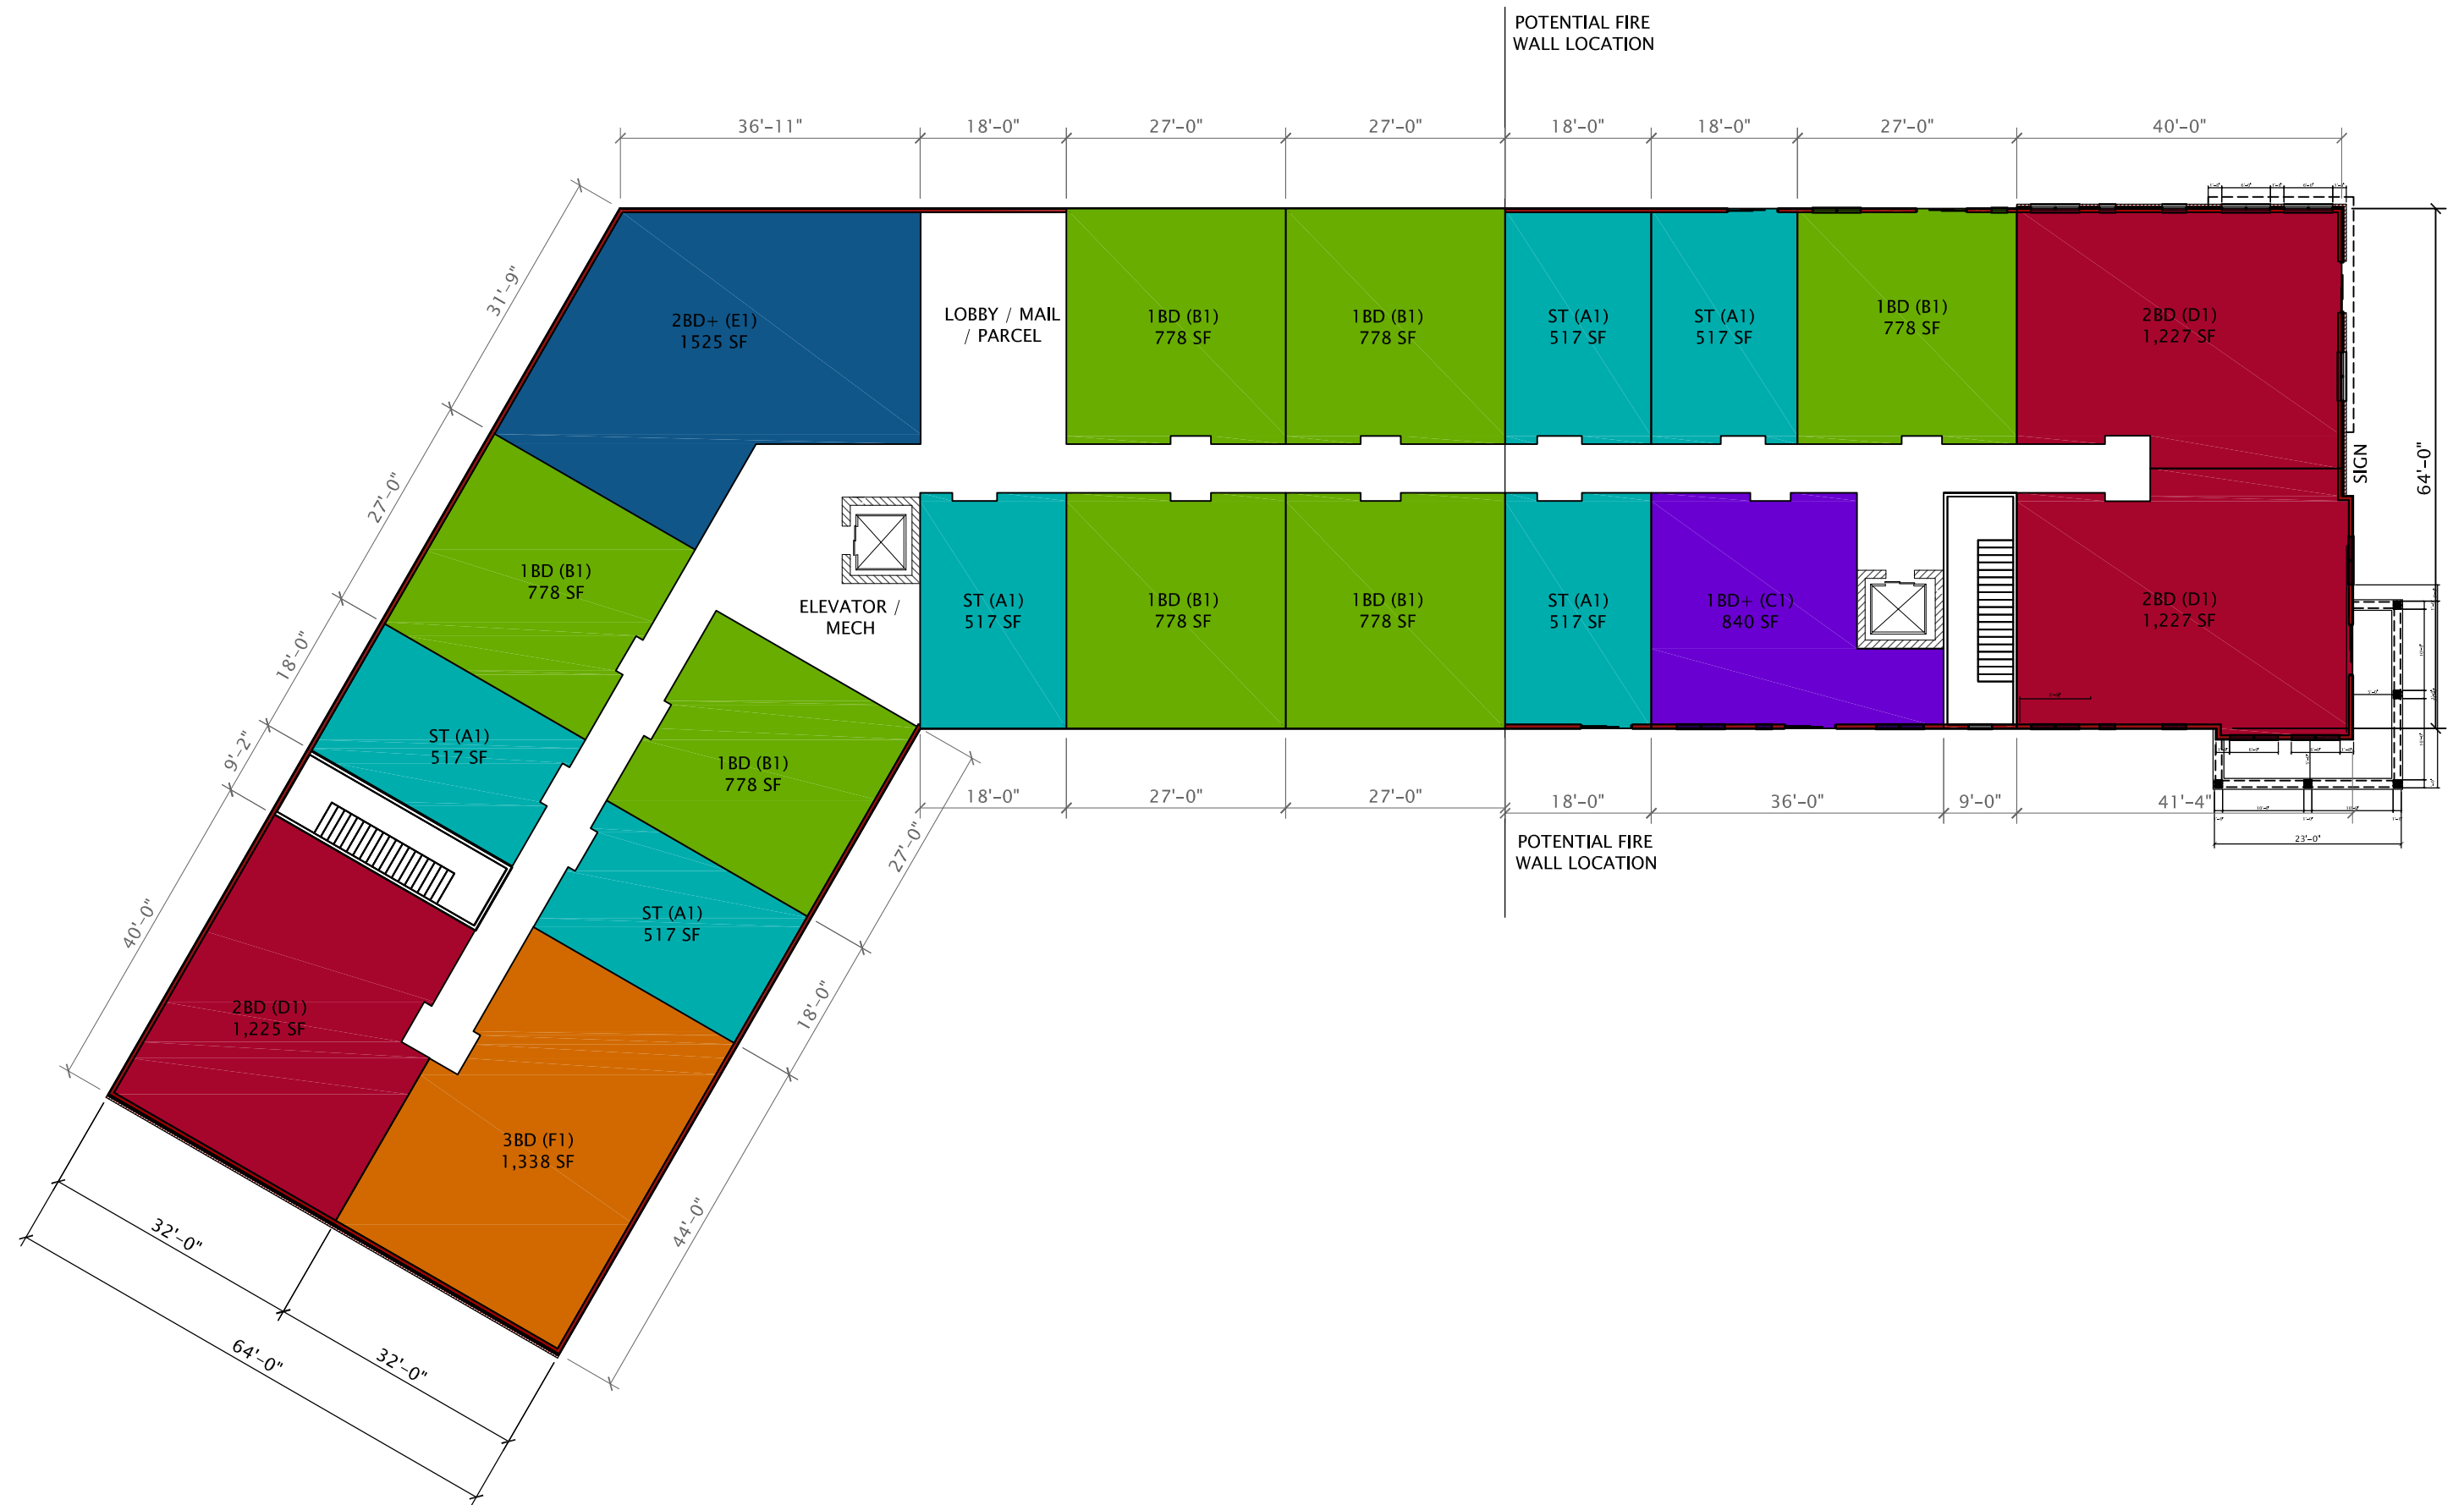 POTENTIAL FIRE
WALL LOCATION
36'-11"
18'-0"
27'-0"
27'-0"
18'-0"
18'-0"
27'-0"
40'-0"
31'-9"
27'-0"
18'-0"
9'-2"
40'-0"
2BD+ (E1)
1525 SF
LOBBY / MAIL
/ PARCEL
1BD (B1)
778 SF
1BD (B1)
778 SF
ST (A1)
517 SF
ST (A1)
517 SF
1BD (B1)
778 SF
2BD (D1)
1,227 SF
SIGN
64'-0"
1BD (B1)
778 SF
ELEVATOR /
MECH
ST (A1)
517 SF
1BD (B1)
778 SF
1BD (B1)
778 SF
ST (A1)
517 SF
1BD+ (C1)
840 SF
2BD (D1)
1,227 SF
ST (A1)
517 SF
1BD (B1)
778 SF
18'-0"
27'-0"
27'-0"
18'-0"
36'-0"
9'-0"
41'-4"
23'-0"
POTENTIAL FIRE
WALL LOCATION
27'-0"
ST (A1)
517 SF
18'-0"
2BD (D1)
1,225 SF
3BD (F1)
1,338 SF
44'-0"
32'-0"
32'-0"
64'-0"